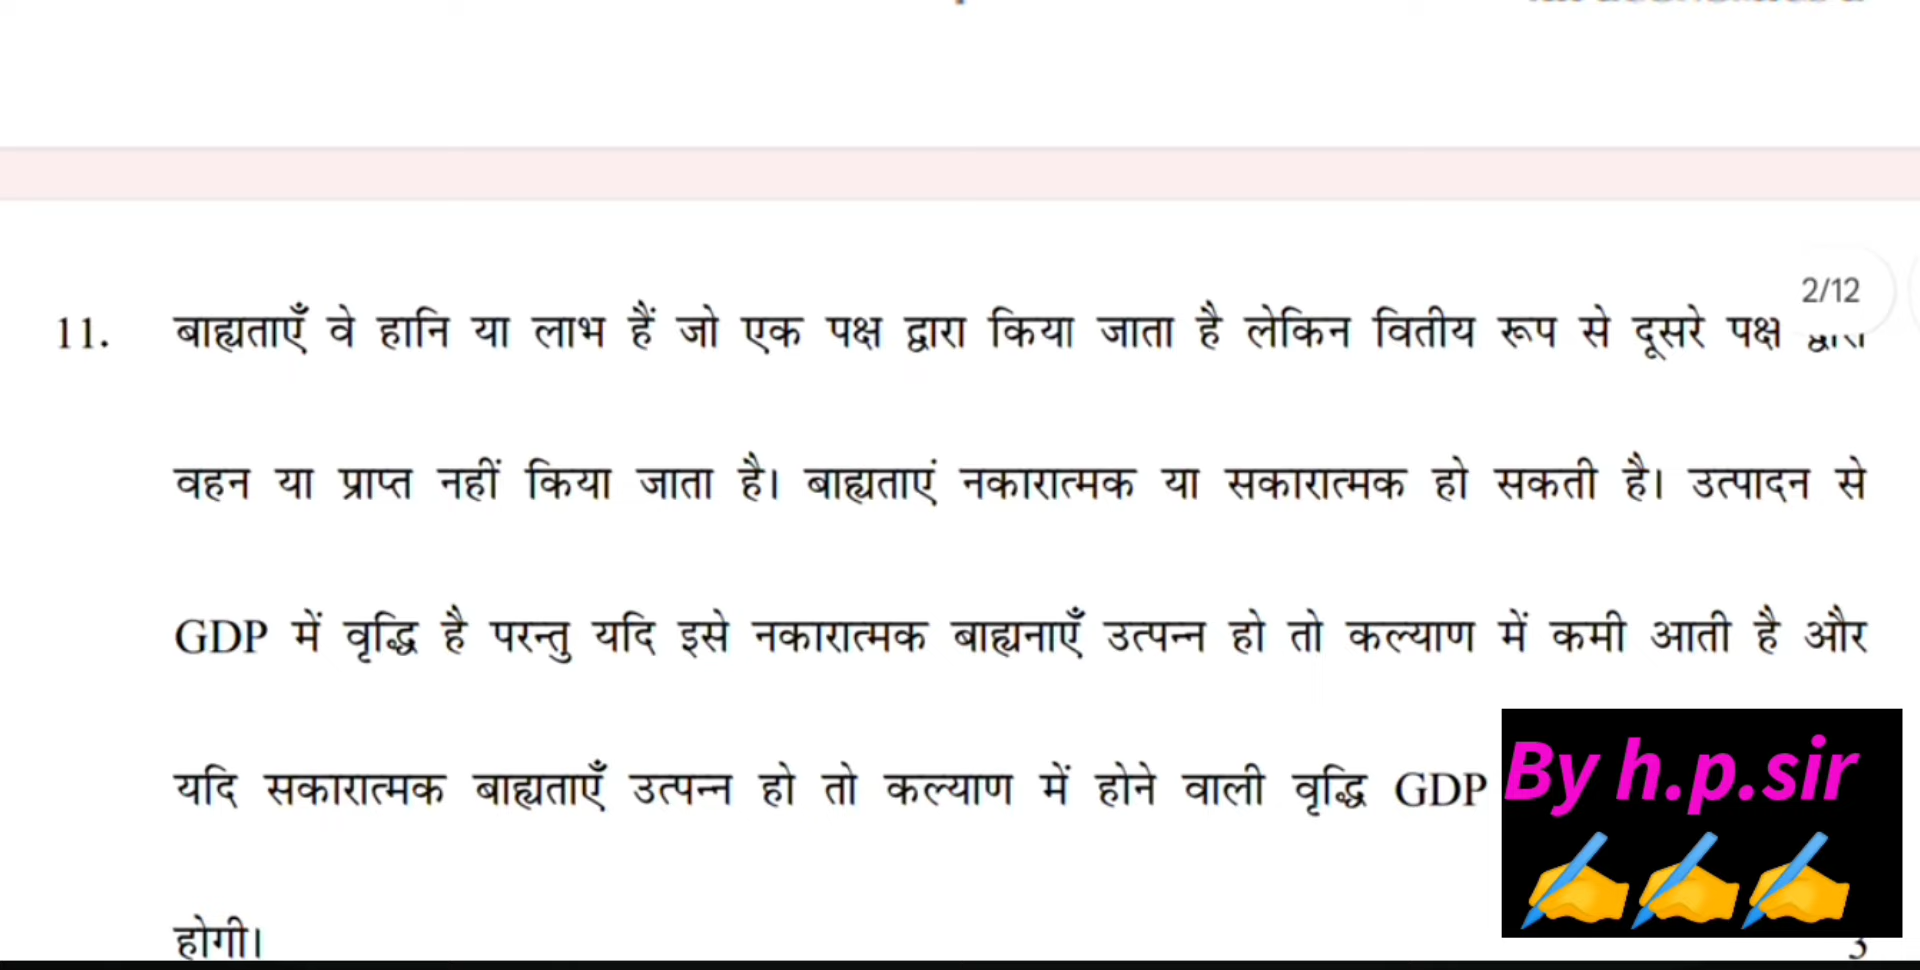 2/12
11. बाह्यताएँ वे हानि या लाभ हैं जो एक पक्ष द्वारा किया जाता है लेकिन वितीय रूप से दूसरे पक्ष
वहन या प्राप्त नहीं किया जाता है। बाह्यताएं नकारात्मक या सकारात्मक हो सकती है। उत्पादन से
GDP में वृद्धि है परन्तु यदि इसे नकारात्मक बाह्यनाएँ उत्पन्न हो तो कल्याण में कमी आती है और
यदि सकारात्मक बाह्यताएँ उत्पन्न हो तो कल्याण में होने वाली वृद्धि GDP
By h.p.sir
होगी।
3